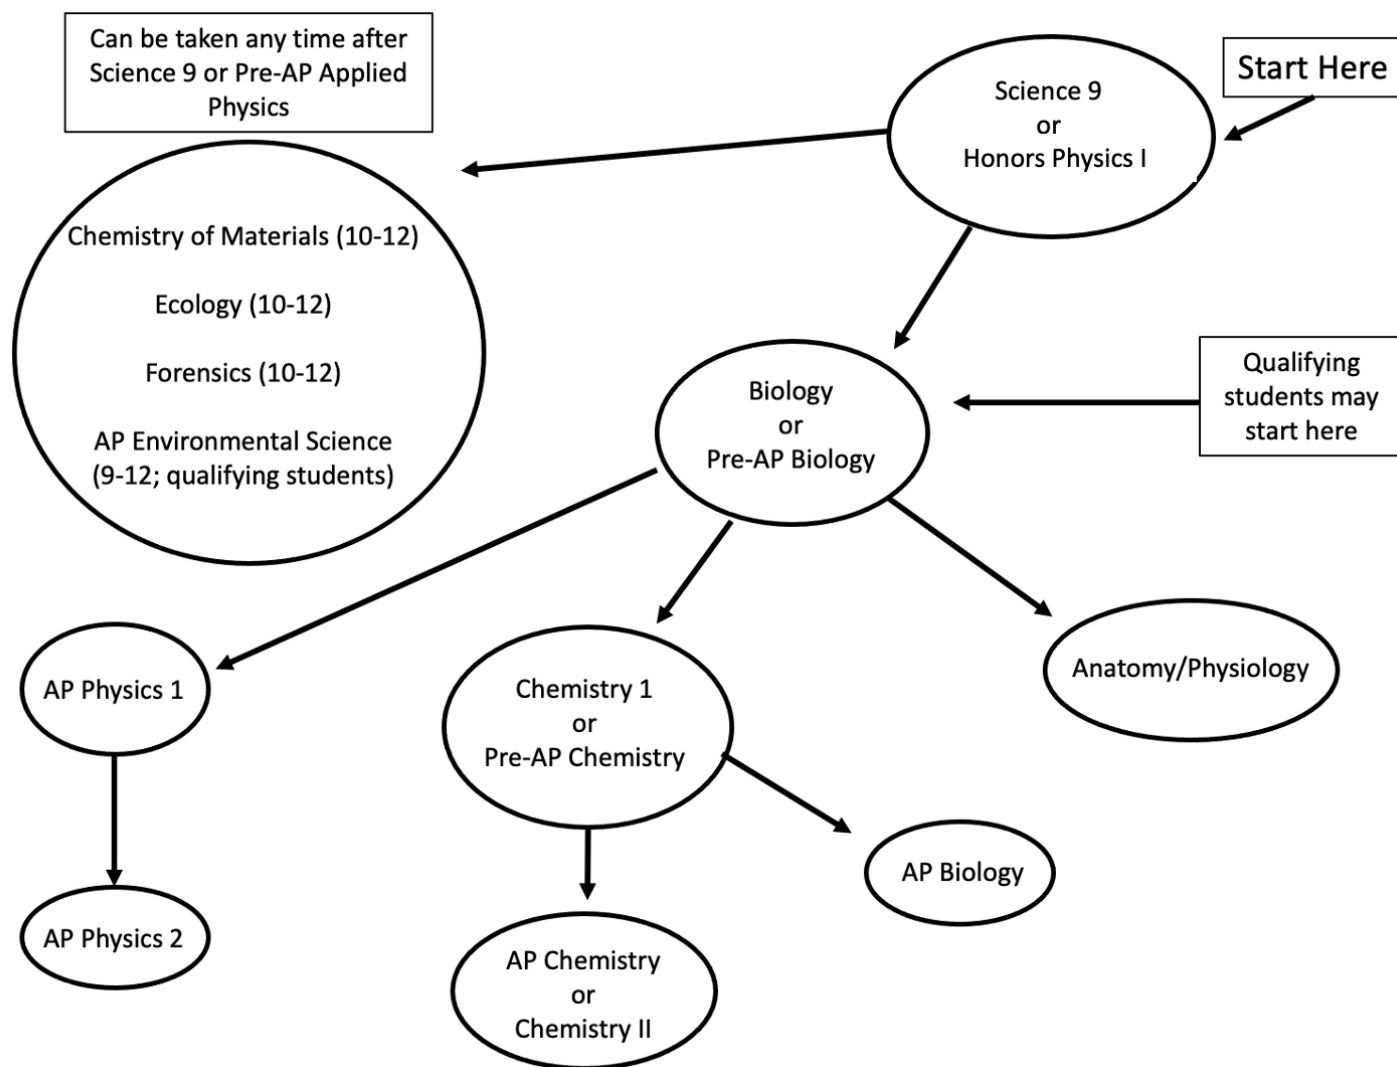 Can be taken any time after
Science 9 or Pre-AP Applied
Physics
Start Here
Science 9
or
Honors Physics I
Chemistry of Materials (10-12)
Ecology (10-12)
Forensics (10-12)
AP Environmental Science
(9-12; qualifying students)
Biology
or
Pre-AP Biology
Qualifying
students may
start here
AP Physics 1
Chemistry 1
or
Pre-AP Chemistry
Anatomy/Physiology
AP Biology
AP Physics 2
AP Chemistry
or
Chemistry II